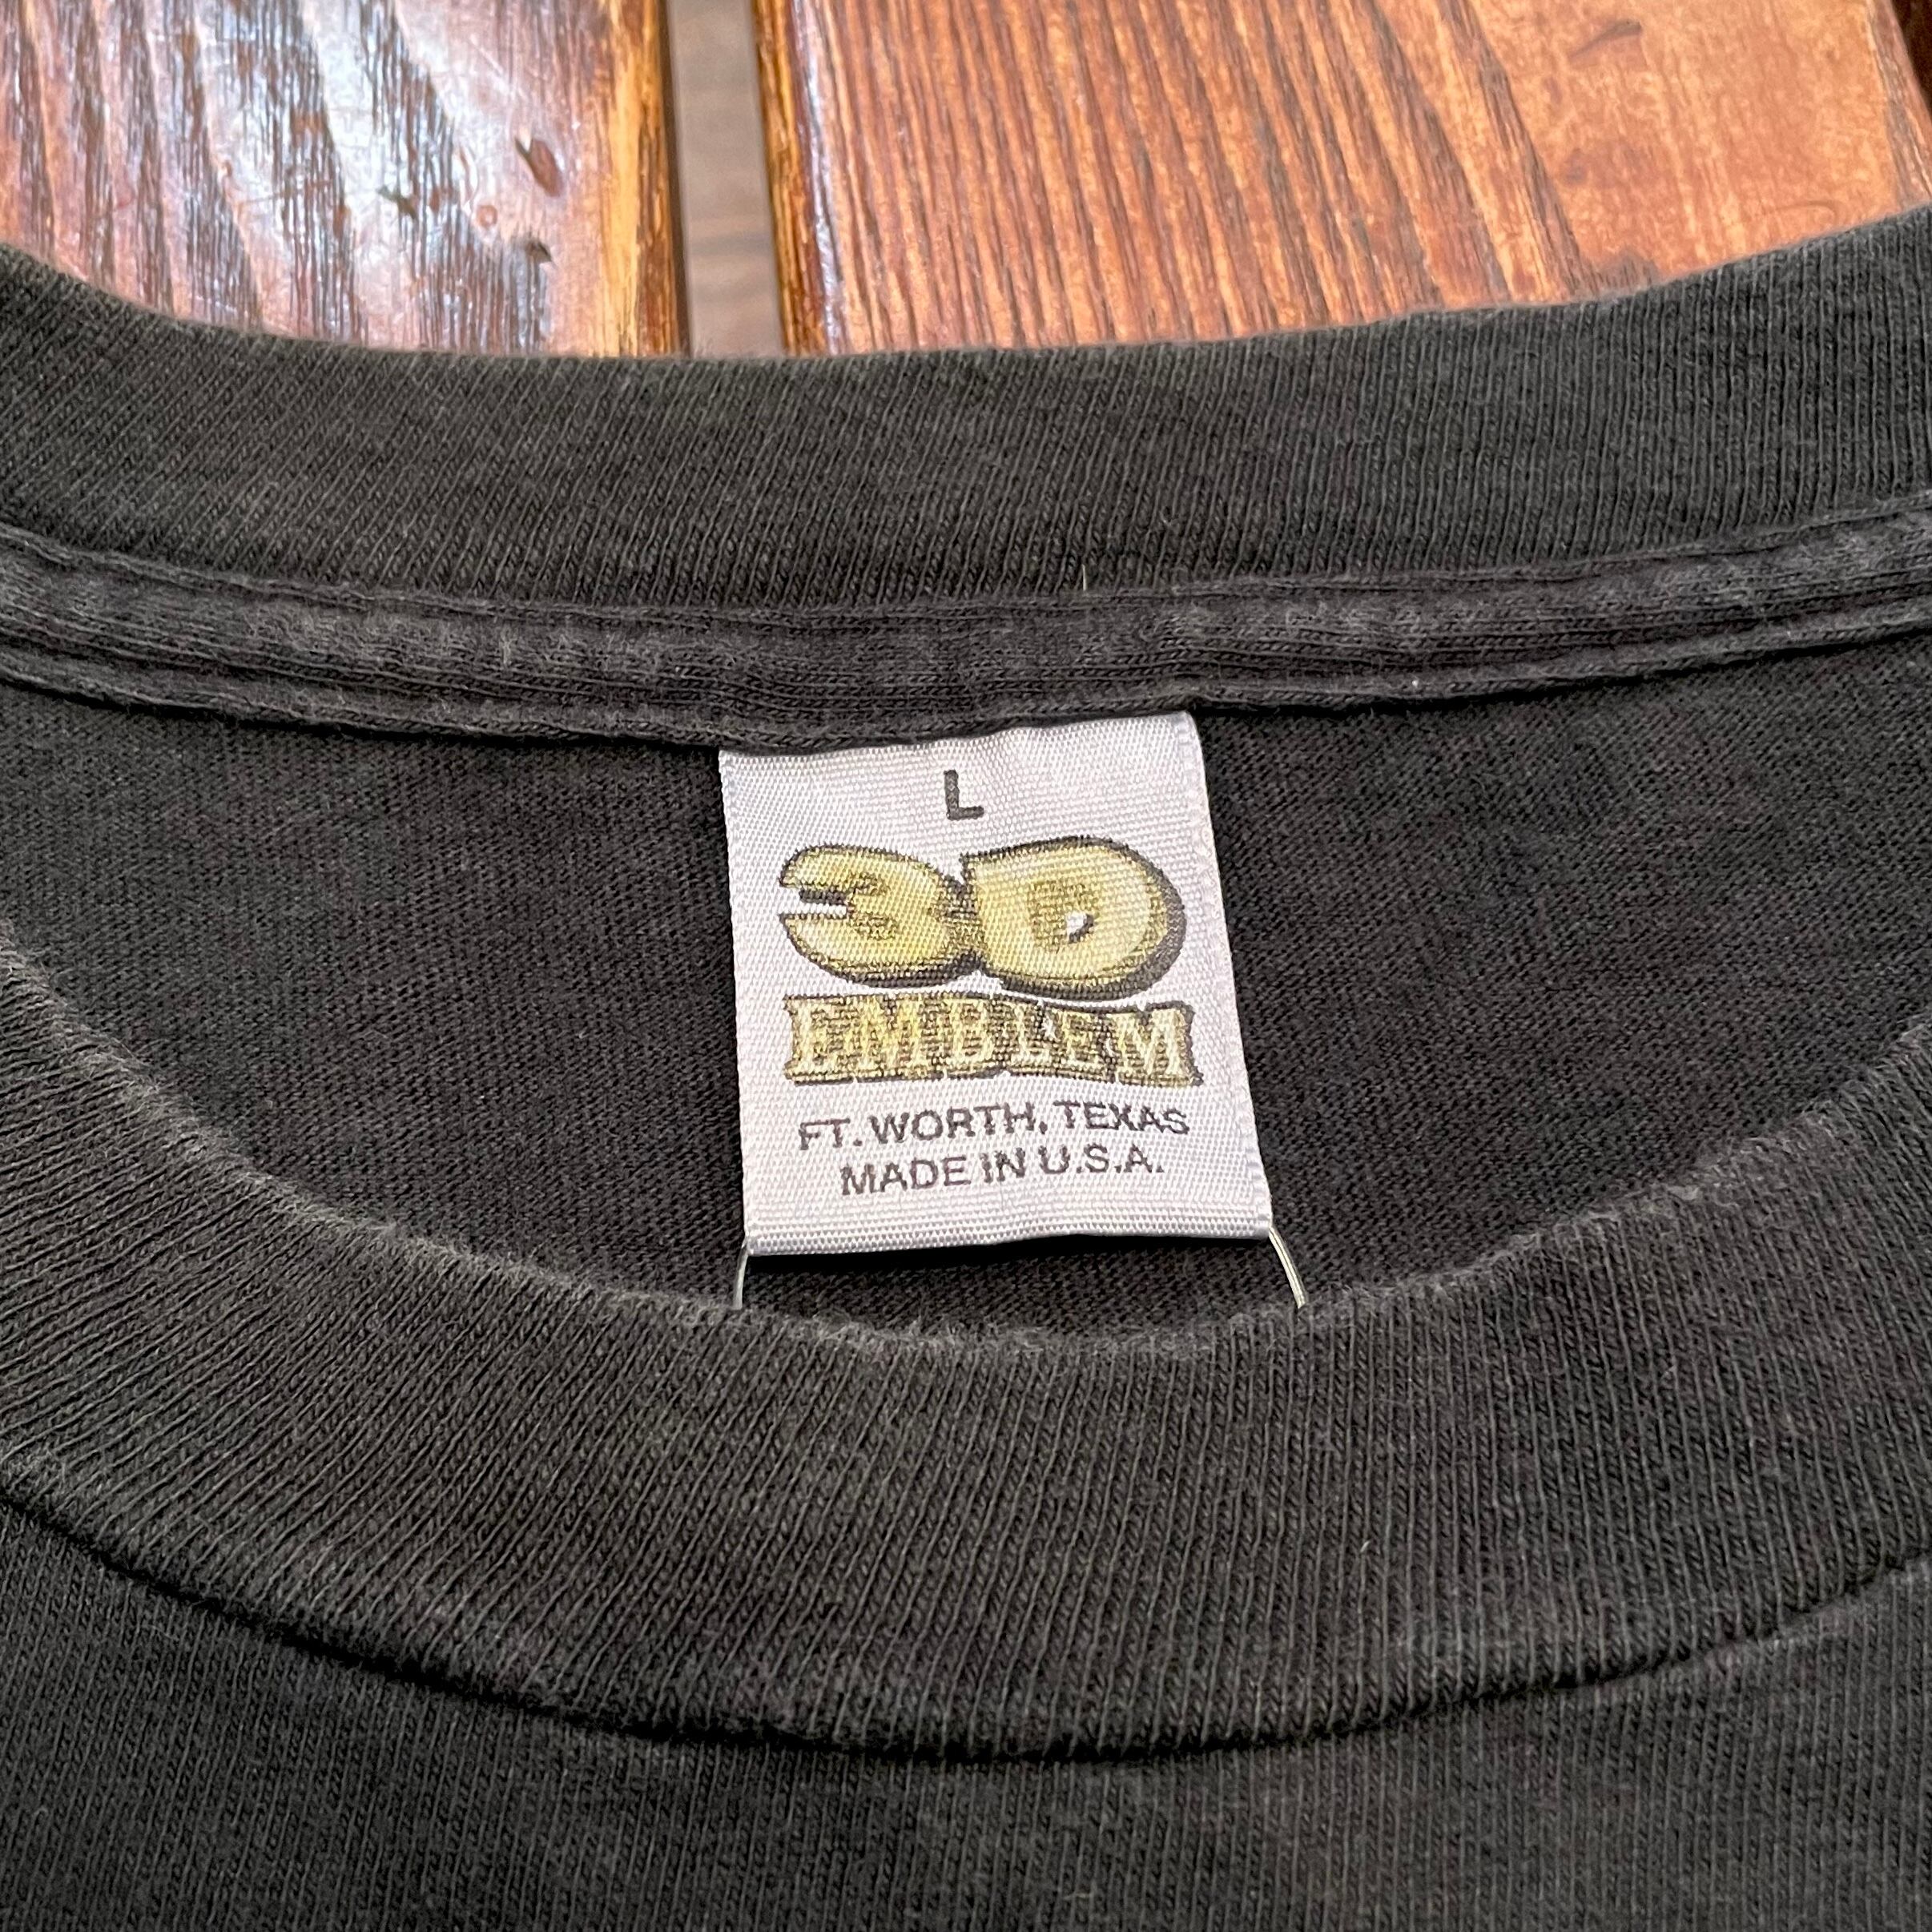 L
3D
EMBLEM
FT. WORTH, TEXAS
MADE IN U.S.A.